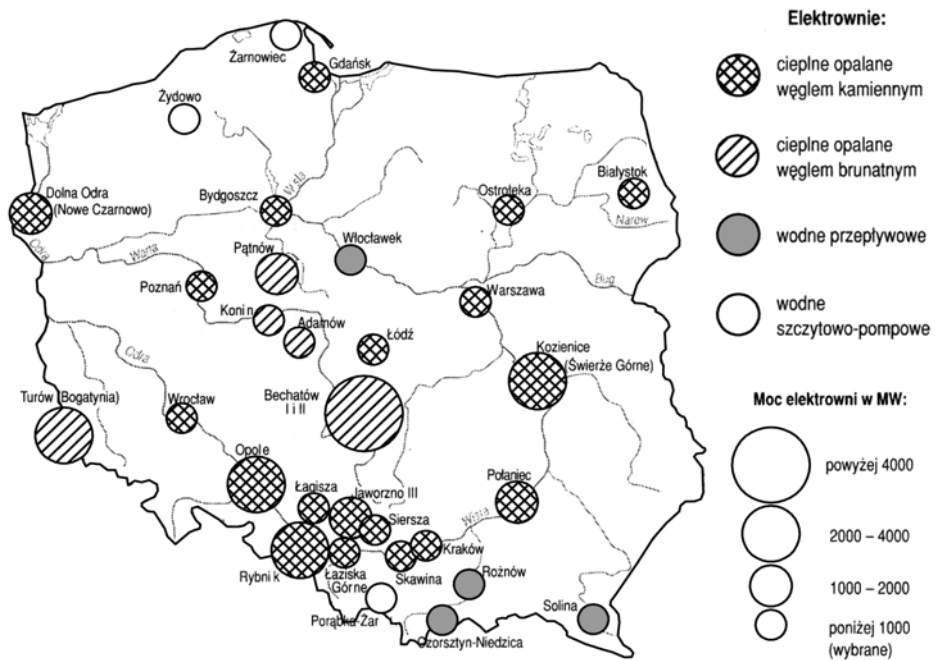 Elektrownie:
cieplne opalane
węglem kamiennym
cieplne opalane
węglem brunatnym
wodne przepływowe
wodne
szczytowo-pompowe
Moc elektrowni w MW:
powyżej 4000
2000 – 4000
1000 – 2000
poniżej 1000
(wybrane)
Żarnowiec
Gdańsk
Żydowo
Dolna Odra
(Nowe Czarnowo)
Bydgoszcz
Wisła
Ostrołęka
Białystok
Narew
Odra
Warta
Pątnów
Włocławek
Bug
Poznań
Konin
Adamów
Warszawa
Łódź
Kozienice
(Świerże Górne)
Odra
Turów (Bogatynia)
Wrocław
Bechatów
I i II
Opole
Łagisza
Jaworzno III
Siersza
Połaniec
Wisła
Rybnik
Łaziska
Górne
Skawina
Kraków
Rożnów
Porąbka-Żar
Czorsztyn-Niedzica
Solina